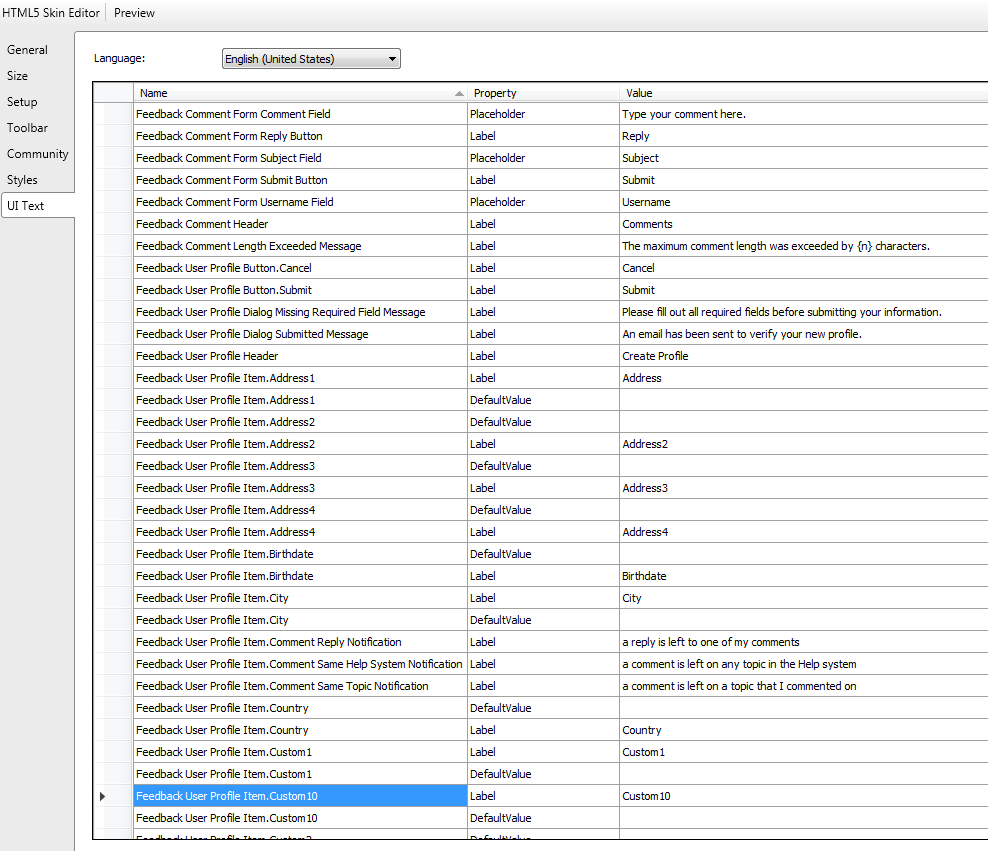 HTML5 Skin Editor Preview
General
Size
Setup
Toolbar
Community
Styles
UI Text
Language: English (United States)
Name Property Value
Feedback Comment Form Comment Field Placeholder Type your comment here.
Feedback Comment Form Reply Button Label Reply
Feedback Comment Form Subject Field Placeholder Subject
Feedback Comment Form Submit Button Label Submit
Feedback Comment Form Username Field Placeholder Username
Feedback Comment Header Label Comments
Feedback Comment Length Exceeded Message Label The maximum comment length was exceeded by {n} characters.
Feedback User Profile Button.Cancel Label Cancel
Feedback User Profile Button.Submit Label Submit
Feedback User Profile Dialog Missing Required Field Message Label Please fill out all required fields before submitting your information.
Feedback User Profile Dialog Submitted Message Label An email has been sent to verify your new profile.
Feedback User Profile Header Label Create Profile
Feedback User Profile Item.Address1 Label Address
Feedback User Profile Item.Address1 DefaultValue
Feedback User Profile Item.Address2 DefaultValue
Feedback User Profile Item.Address2 Label Address2
Feedback User Profile Item.Address3 DefaultValue
Feedback User Profile Item.Address3 Label Address3
Feedback User Profile Item.Address4 DefaultValue
Feedback User Profile Item.Address4 Label Address4
Feedback User Profile Item.Birthdate DefaultValue
Feedback User Profile Item.Birthdate Label Birthdate
Feedback User Profile Item.City Label City
Feedback User Profile Item.City DefaultValue
Feedback User Profile Item.Comment Reply Notification Label a reply is left to one of my comments
Feedback User Profile Item.Comment Same Help System Notification Label a comment is left on any topic in the Help system
Feedback User Profile Item.Comment Same Topic Notification Label a comment is left on a topic that I commented on
Feedback User Profile Item.Country DefaultValue
Feedback User Profile Item.Country Label Country
Feedback User Profile Item.Custom1 Label Custom1
Feedback User Profile Item.Custom1 DefaultValue
Feedback User Profile Item.Custom10 Label Custom10
Feedback User Profile Item.Custom10 DefaultValue
Feedback User Profile DefaultValue